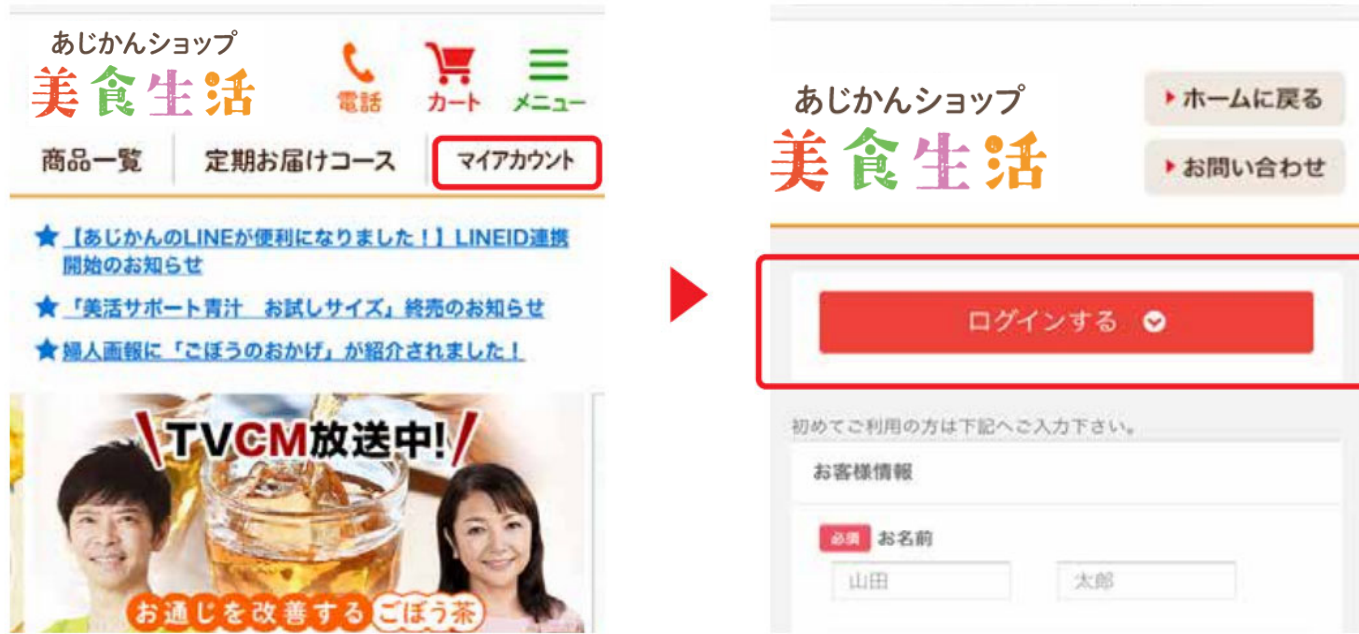 あじかんショップ
美食生活
電話
カート
メニュー
商品一覧
定期お届けコース
マイアカウント
★【あじかんのLINEが便利になりました！】LINEID連携
開始のお知らせ
★「美活サポート青汁　お試しサイズ」終売のお知らせ
★婦人画報に「ごぼうのおかげ」が紹介されました！
TVCM放送中!
お通じを改善するごぼう茶
あじかんショップ
美食生活
ホームに戻る
お問い合わせ
ログインする
初めてご利用の方は下記へご入力下さい。
お客様情報
必須 お名前
山田
太郎